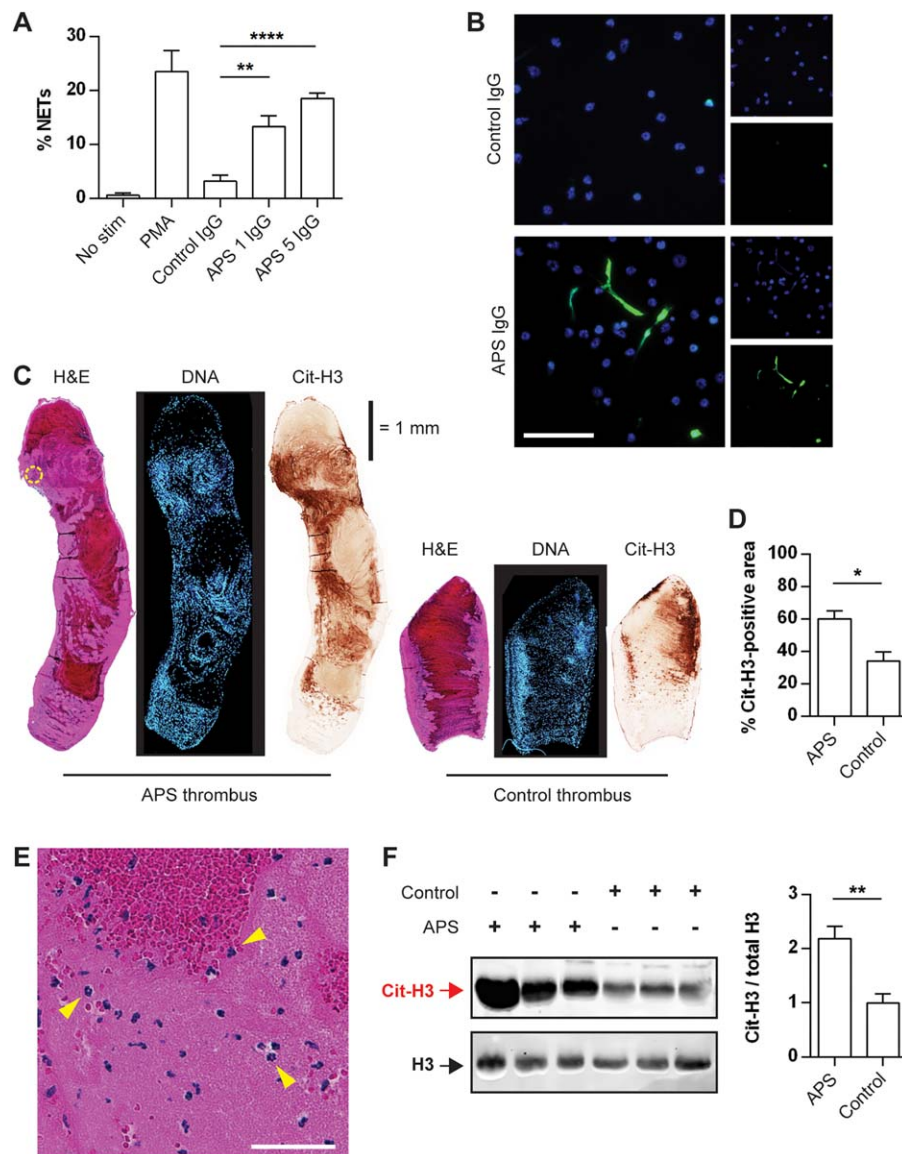 A
30
20
10
0
% NETs
****
**
No stim
PMA
Control IgG
APS 1 IgG
APS 5 IgG
B
Control IgG
APS IgG
C
H&E
DNA
Cit-H3
= 1 mm
H&E
DNA
Cit-H3
APS thrombus
Control thrombus
D
100
80
60
40
20
0
% Cit-H3-positive area
*
APS
Control
E
F
Control - - - + + +
APS + + + - - -
Cit-H3
H3
3
2
1
0
Cit-H3 / total H3
**
APS
Control